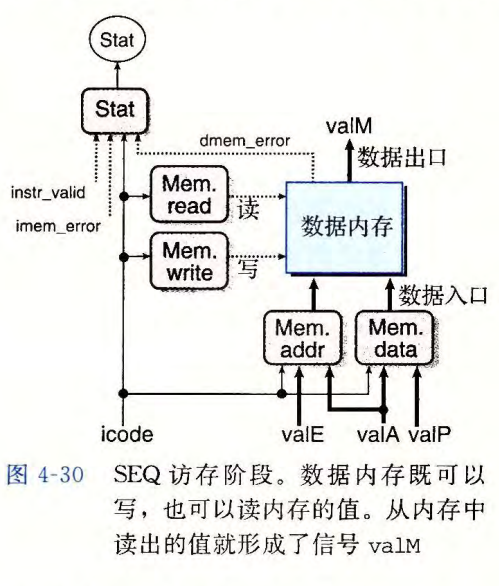 Stat
Stat
dmem_error
valM
数据出口
instr_valid
imem_error
Mem.
read
读
数据内存
Mem.
write
写
数据入口
Mem.
addr
Mem.
data
icode
valE
valA
valP
图 4-30 SEQ 访存阶段。数据内存既可以
写，也可以读内存的值。从内存中
读出的值就形成了信号 valM